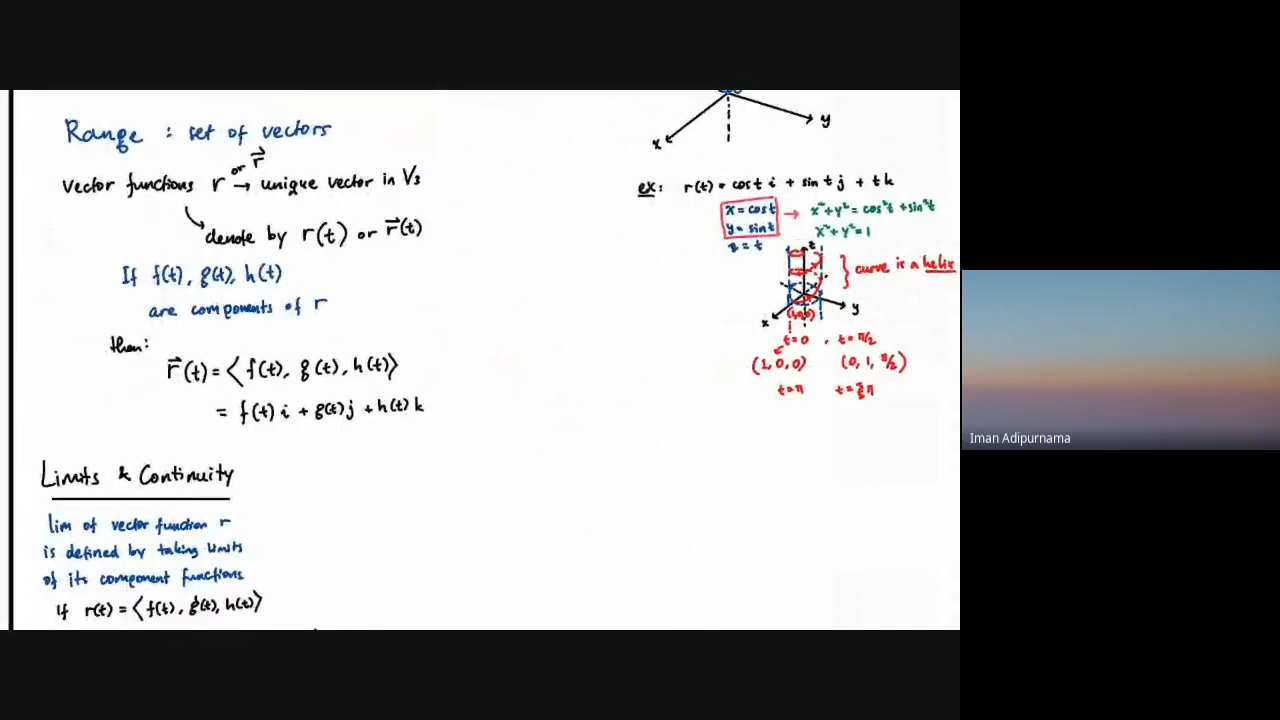 Range : set of vectors
or r⃗
vector functions r → unique vector in V₃
denote by r(t) or r⃗(t)
If f(t), g(t), h(t)
are components of r
then:
r⃗(t) = ⟨f(t), g(t), h(t)⟩
= f(t) i + g(t) j + h(t) k
Limits & Continuity
lim of vector function r
is defined by taking limits
of its component functions
If r(t) = ⟨f(t), g(t), h(t)⟩
x
y
ex: r(t) = cos t i + sin t j + t k
x = cos t → x² + y² = cos²t + sin²t
y = sin t x² + y² = 1
z = t
z
} curve is a helix
y
x
t = 0 , t = π/2
(1, 0, 0) (0, 1, π/2)
t = π t = 3/2 π
Iman Adipurnama